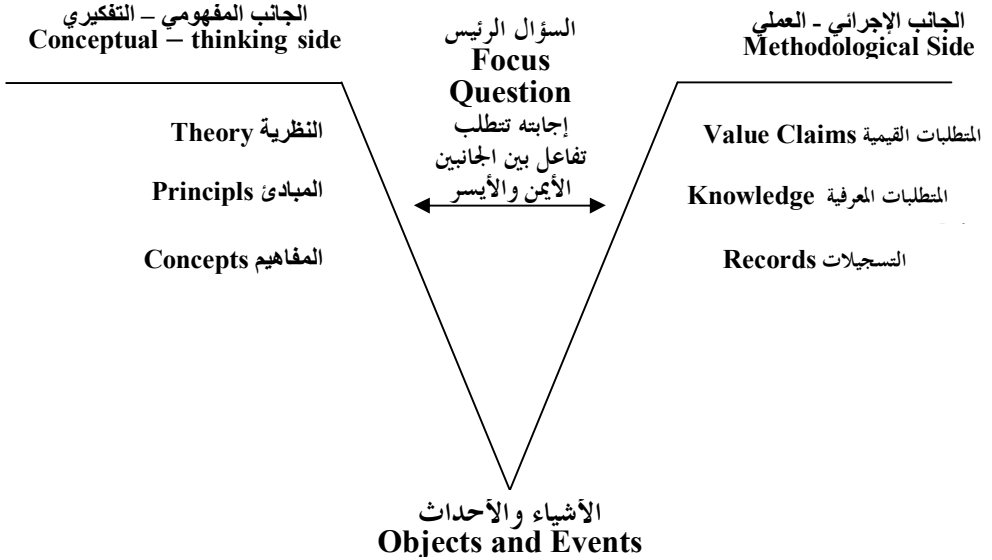 الجانب المفهومي – التفكيري
Conceptual – thinking side
النظرية Theory
المبادئ Principls
المفاهيم Concepts
السؤال الرئيس
Focus
Question
إجابته تتطلب
تفاعل بين الجانبين
الأيمن والأيسر
الجانب الإجرائي - العملي
Methodological Side
المتطلبات القيمية Value Claims
المتطلبات المعرفية Knowledge
التسجيلات Records
الأشياء والأحداث
Objects and Events